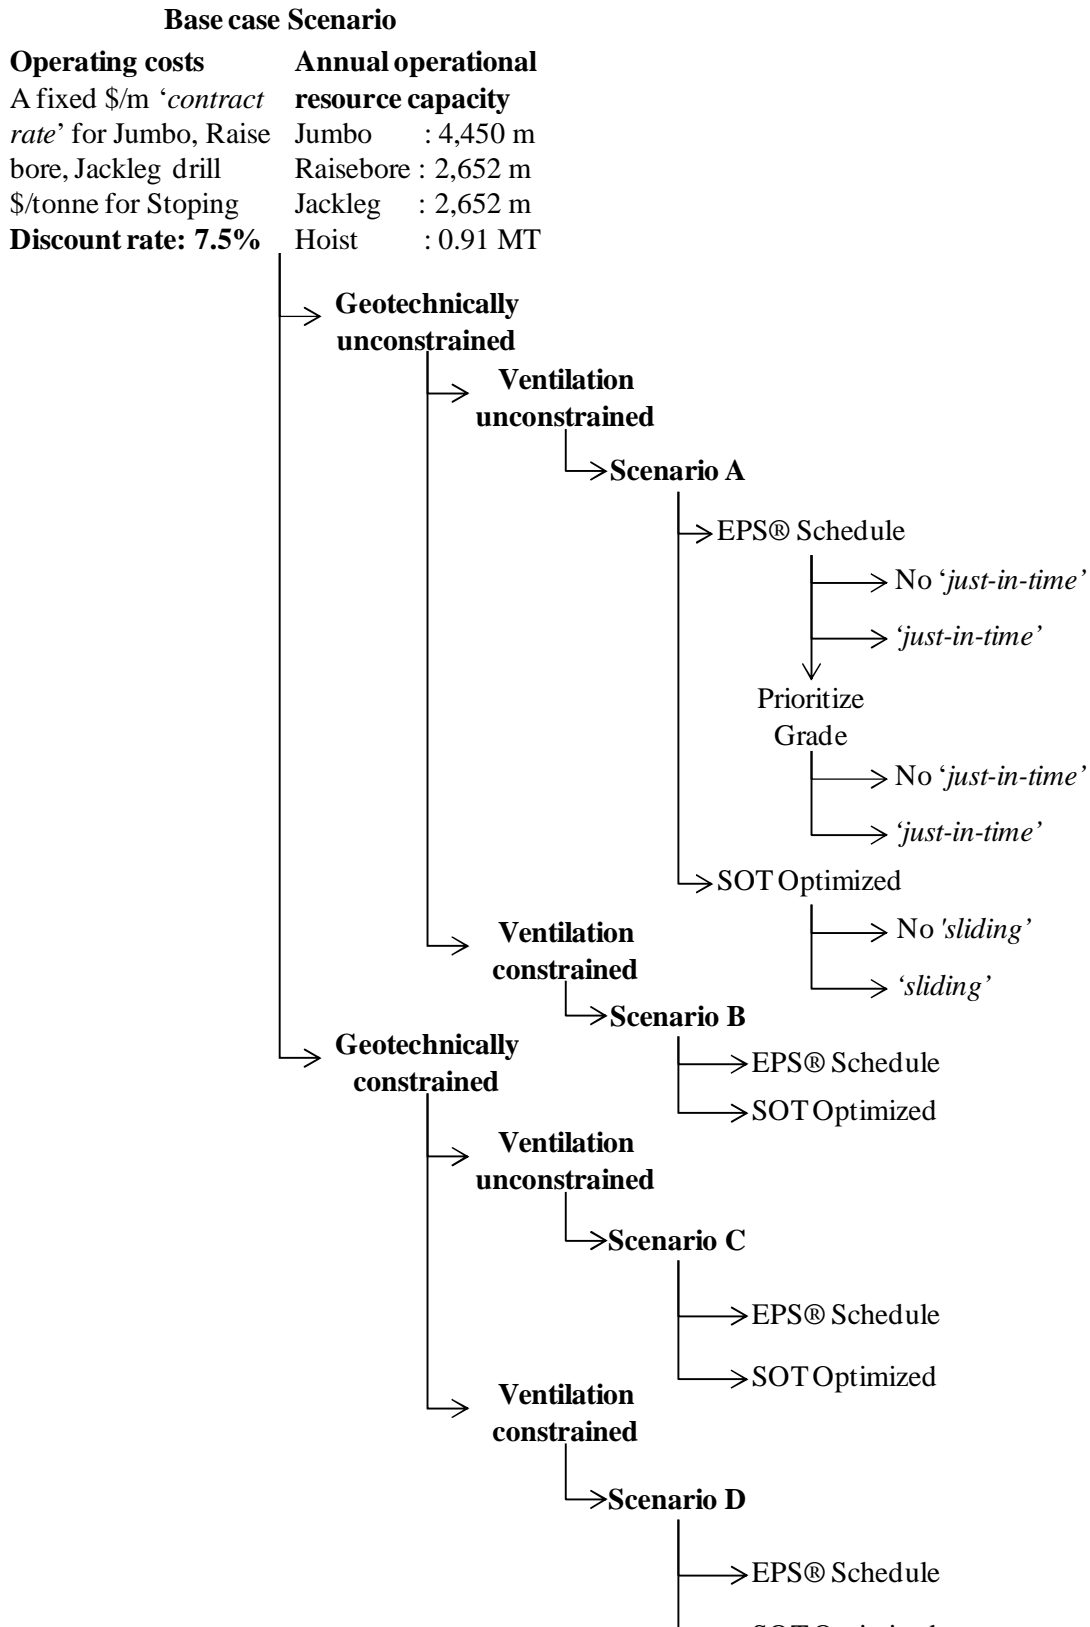 Base case Scenario
Operating costs
A fixed $/m ‘contract
rate’ for Jumbo, Raise
bore, Jackleg drill
$/tonne for Stoping
Discount rate: 7.5%
Annual operational
resource capacity
Jumbo : 4,450 m
Raisebore : 2,652 m
Jackleg : 2,652 m
Hoist : 0.91 MT
Geotechnically
unconstrained
Ventilation
unconstrained
Scenario A
EPS® Schedule
No ‘just-in-time’
‘just-in-time’
Prioritize
Grade
No ‘just-in-time’
‘just-in-time’
SOT Optimized
No 'sliding’
‘sliding’
Ventilation
constrained
Scenario B
EPS® Schedule
SOT Optimized
Geotechnically
constrained
Ventilation
unconstrained
Scenario C
EPS® Schedule
SOT Optimized
Ventilation
constrained
Scenario D
EPS® Schedule